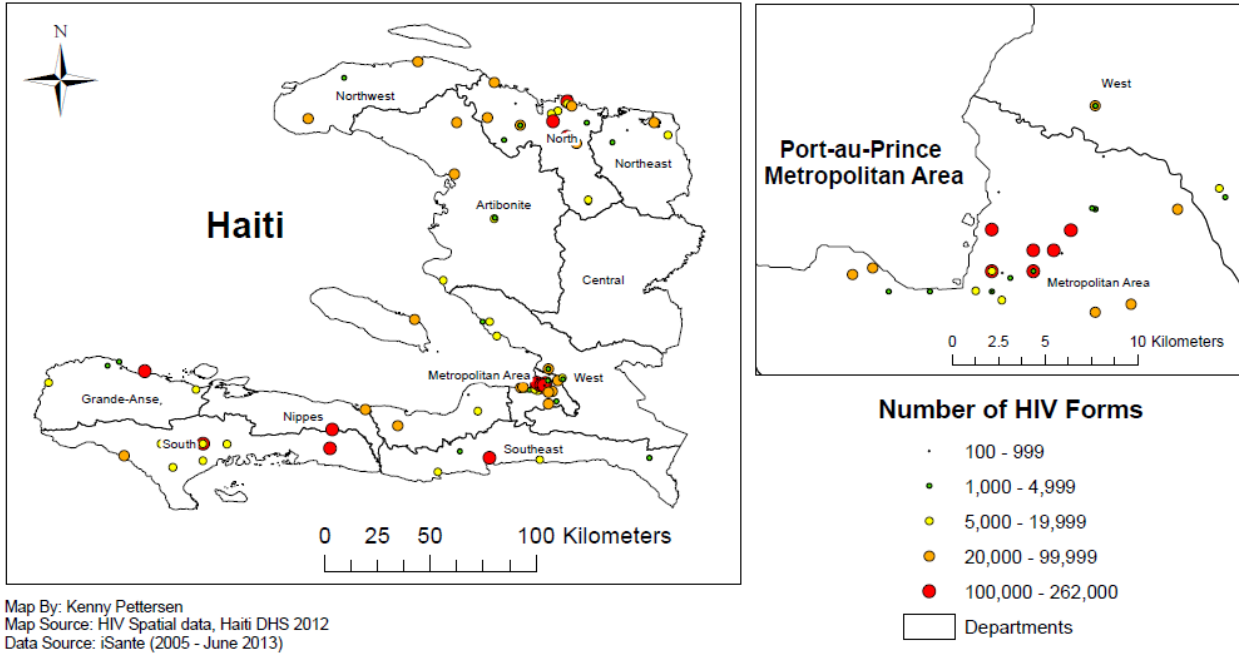 N
Northwest
North
Northeast
Artibonite
Haiti
Central
Metropolitan Area
West
Grande-Anse,
Nippes
South
Southeast
0 25 50 100 Kilometers
Map By: Kenny Pettersen
Map Source: HIV Spatial data, Haiti DHS 2012
Data Source: iSante (2005 - June 2013)
West
Port-au-Prince
Metropolitan Area
Metropolitan Area
0 2.5 5 10 Kilometers
Number of HIV Forms
100 - 999
1,000 - 4,999
5,000 - 19,999
20,000 - 99,999
100,000 - 262,000
Departments